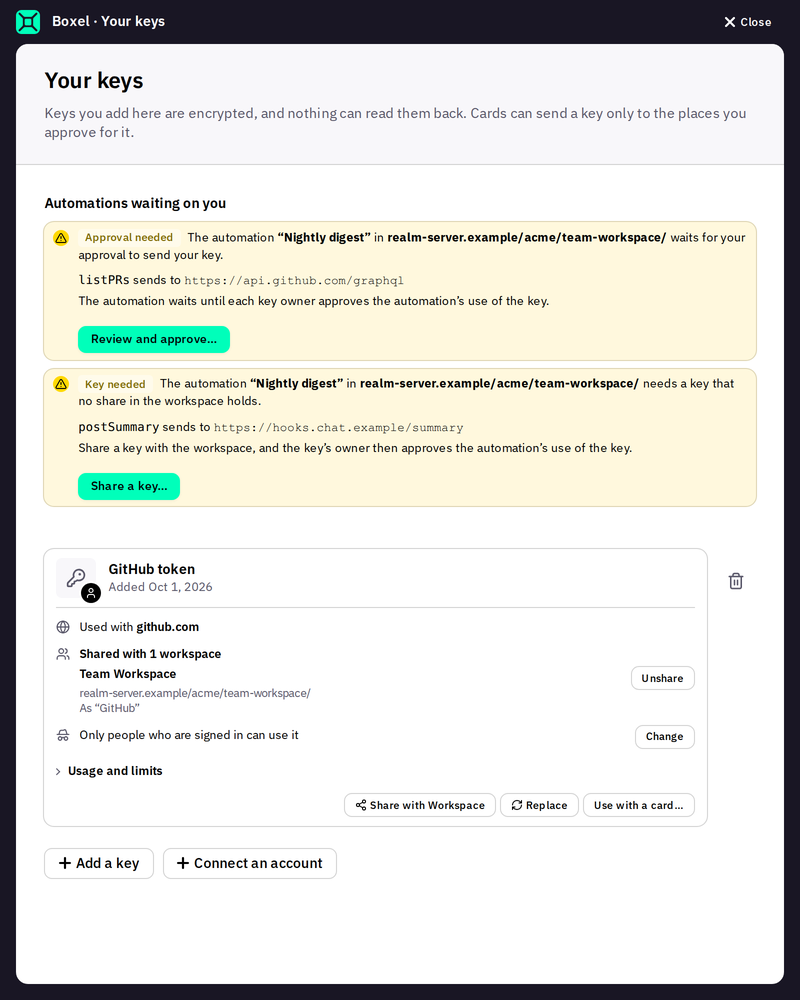 Boxel · Your keys
Close
Your keys
Keys you add here are encrypted, and nothing can read them back. Cards can send a key only to the places you
approve for it.
Automations waiting on you
Approval needed The automation “Nightly digest” in realm-server.example/acme/team-workspace/ waits for your
approval to send your key.
listPRs sends to https://api.github.com/graphql
The automation waits until each key owner approves the automation’s use of the key.
Review and approve…
Key needed The automation “Nightly digest” in realm-server.example/acme/team-workspace/ needs a key that
no share in the workspace holds.
postSummary sends to https://hooks.chat.example/summary
Share a key with the workspace, and the key’s owner then approves the automation’s use of the key.
Share a key…
GitHub token
Added Oct 1, 2026
Used with github.com
Shared with 1 workspace
Team Workspace
Unshare
realm-server.example/acme/team-workspace/
As “GitHub”
Only people who are signed in can use it
Change
Usage and limits
Share with Workspace
Replace
Use with a card…
Add a key
Connect an account